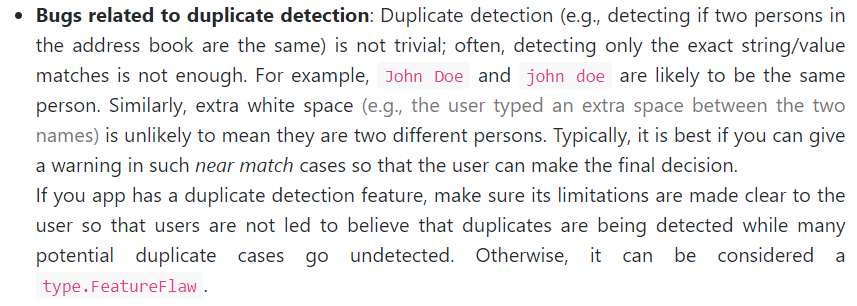 • Bugs related to duplicate detection: Duplicate detection (e.g., detecting if two persons in
the address book are the same) is not trivial; often, detecting only the exact string/value
matches is not enough. For example, John Doe and john doe are likely to be the same
person. Similarly, extra white space (e.g., the user typed an extra space between the two
names) is unlikely to mean they are two different persons. Typically, it is best if you can give
a warning in such near match cases so that the user can make the final decision.
If you app has a duplicate detection feature, make sure its limitations are made clear to the
user so that users are not led to believe that duplicates are being detected while many
potential duplicate cases go undetected. Otherwise, it can be considered a
type.FeatureFlaw .